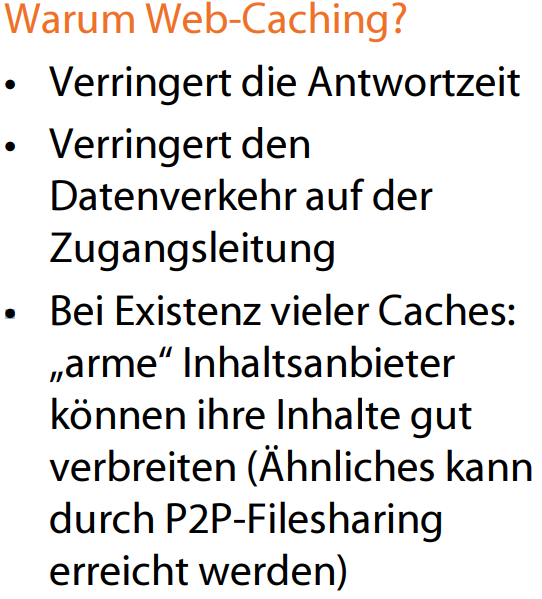 Warum Web-Caching?
• Verringert die Antwortzeit
• Verringert den
Datenverkehr auf der
Zugangsleitung
• Bei Existenz vieler Caches:
„arme“ Inhaltsanbieter
können ihre Inhalte gut
verbreiten (Ähnliches kann
durch P2P-Filesharing
erreicht werden)